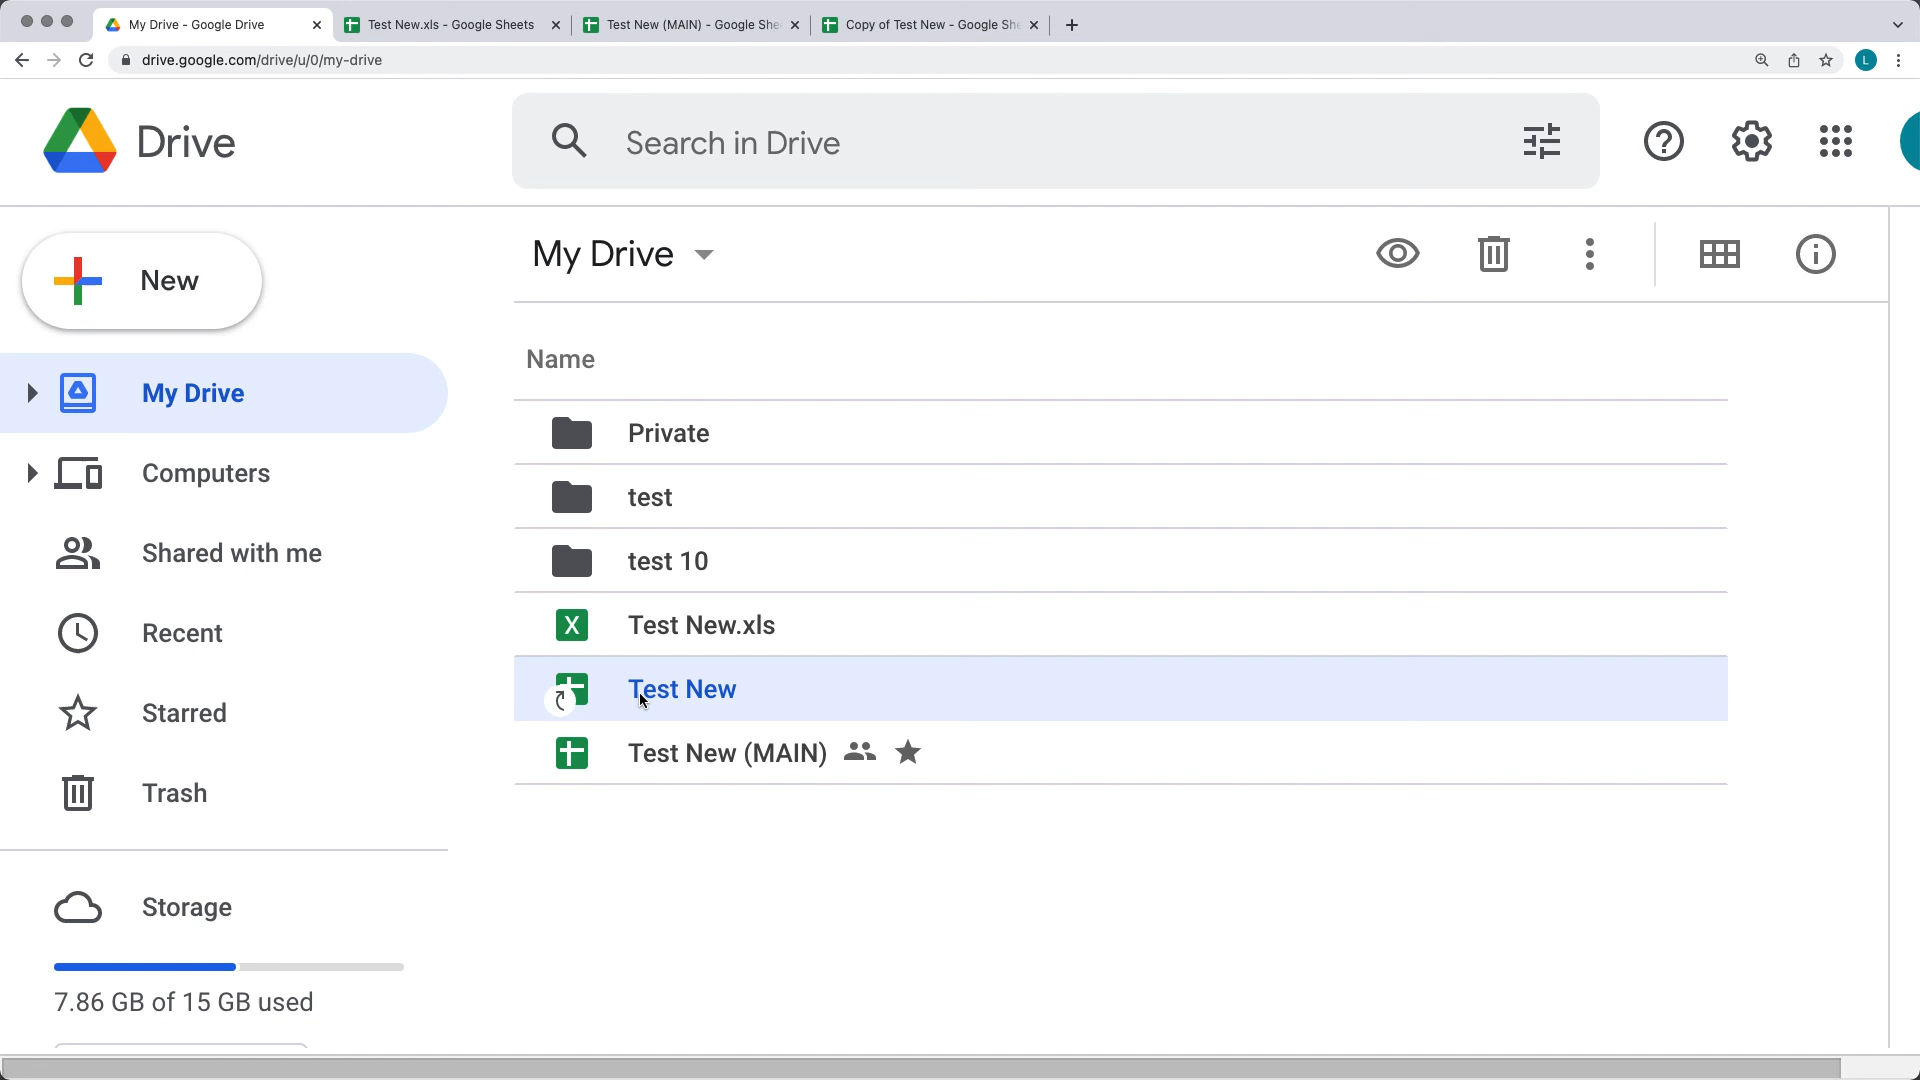 My Drive - Google Drive
Test New.xls - Google Sheets
Test New (MAIN) - Google She
Copy of Test New - Google She
drive.google.com/drive/u/0/my-drive
L
Drive
Search in Drive
New
My Drive
Name
My Drive
Private
Computers
test
Shared with me
test 10
Recent
X
Test New.xls
Starred
Test New
Trash
Test New (MAIN)
Storage
7.86 GB of 15 GB used